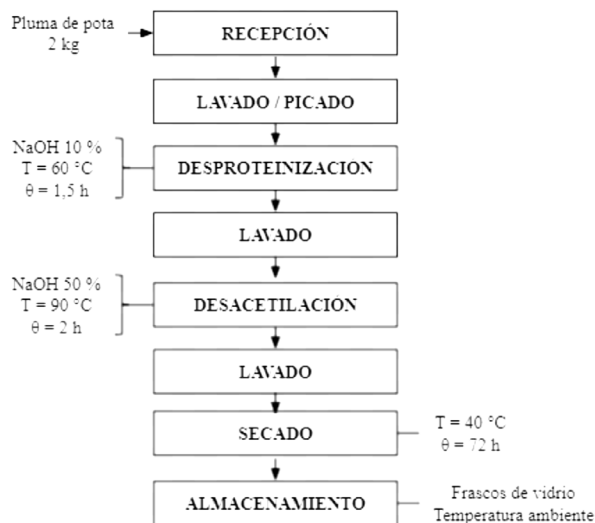 Pluma de pota
2 kg
RECEPCIÓN
LAVADO / PICADO
NaOH 10 %
T = 60 °C
θ = 1,5 h
DESPROTEINIZACION
LAVADO
NaOH 50 %
T = 90 °C
θ = 2 h
DESACETILACIÓN
LAVADO
SECADO
T = 40 °C
θ = 72 h
ALMACENAMIENTO
Frascos de vidrio
Temperatura ambiente